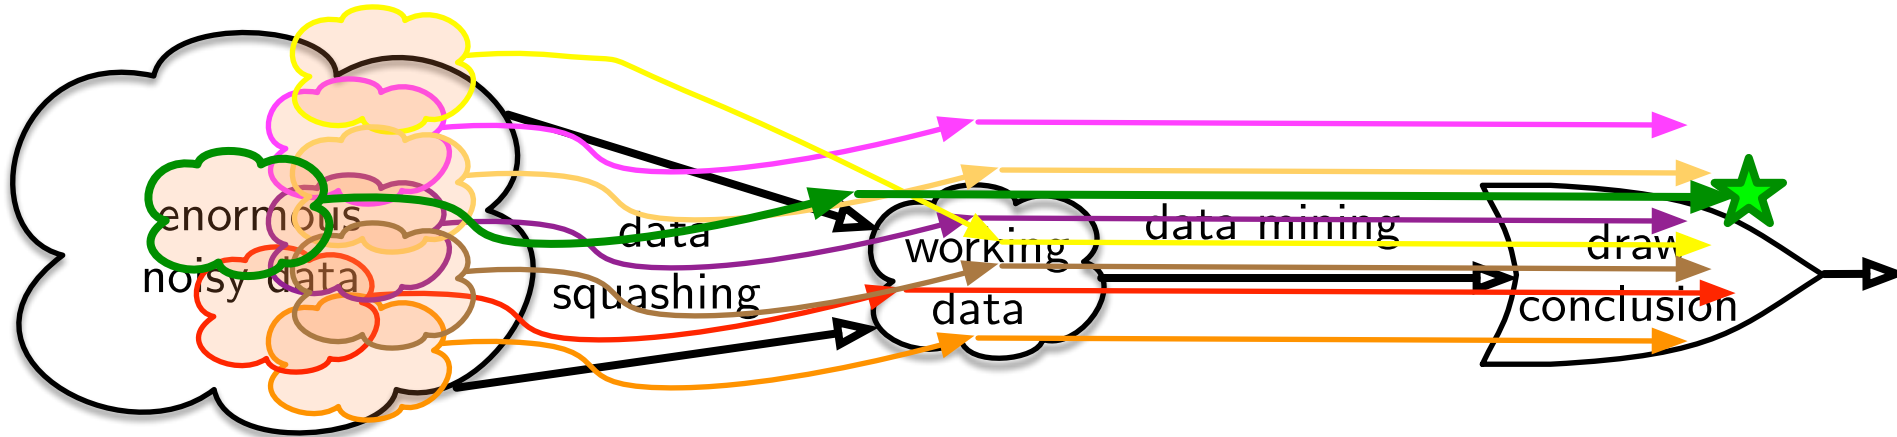 enormous
noisy data
data
squashing
working
data
data mining
draw
conclusion